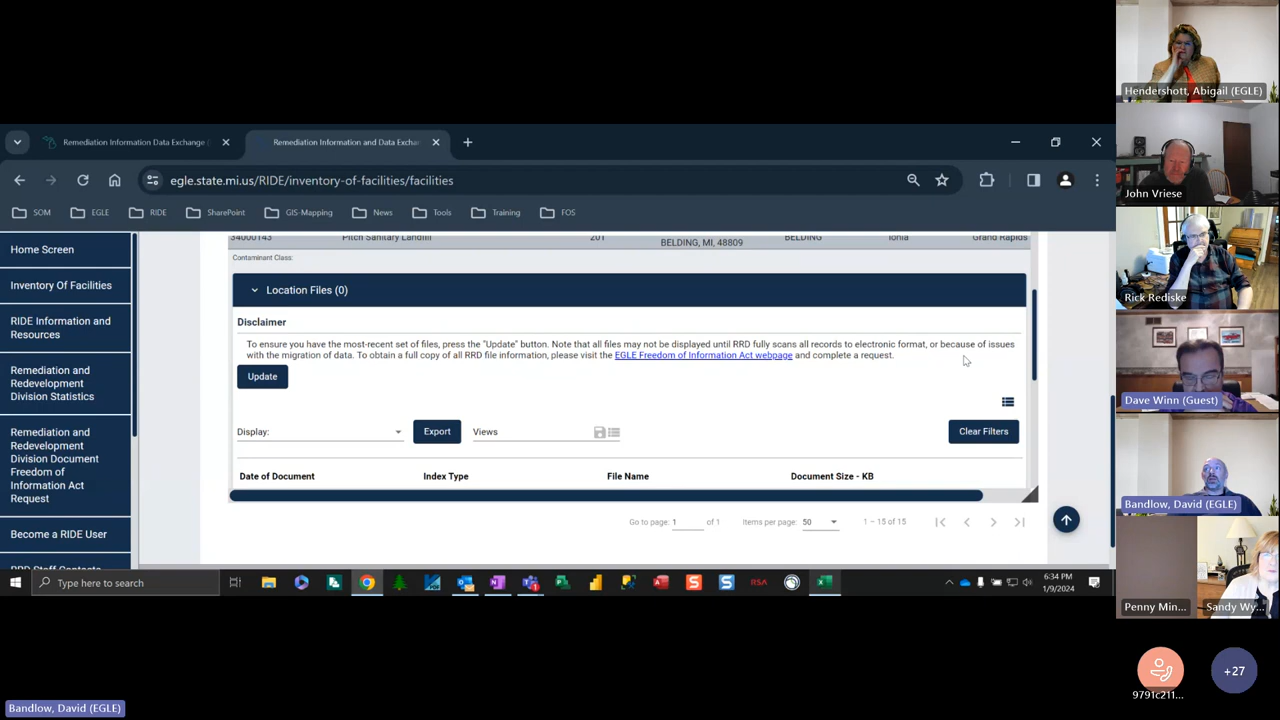 Remediation Information Data Exchange
Remediation Information and Data Exchan
egle.state.mi.us/RIDE/inventory-of-facilities/facilities
SOM
EGLE
RIDE
SharePoint
GIS-Mapping
News
Tools
Training
FOS
Home Screen
Inventory Of Facilities
RIDE Information and
Resources
Remediation and
Redevelopment
Division Statistics
Remediation and
Redevelopment
Division Document
Freedom of
Information Act
Request
Become a RIDE User
RRD Staff Contacts
34000143 Pitch Sanitary Landfill 201 BELDING, MI, 48809 BELDING Ionia Grand Rapids
Contaminant Class:
Location Files (0)
Disclaimer
To ensure you have the most-recent set of files, press the "Update" button. Note that all files may not be displayed until RRD fully scans all records to electronic format, or because of issues
with the migration of data. To obtain a full copy of all RRD file information, please visit the EGLE Freedom of Information Act webpage and complete a request.
Update
Display:
Export
Views
Clear Filters
Date of Document Index Type File Name Document Size - KB
Go to page: 1 of 1 Items per page: 50 1 – 15 of 15
Type here to search
RSA
6:34 PM
1/9/2024
Hendershott, Abigail (EGLE)
John Vriese
Rick Rediske
Dave Winn (Guest)
Bandlow, David (EGLE)
Penny Min...
Sandy Wy...
9791c211...
+27
Bandlow, David (EGLE)